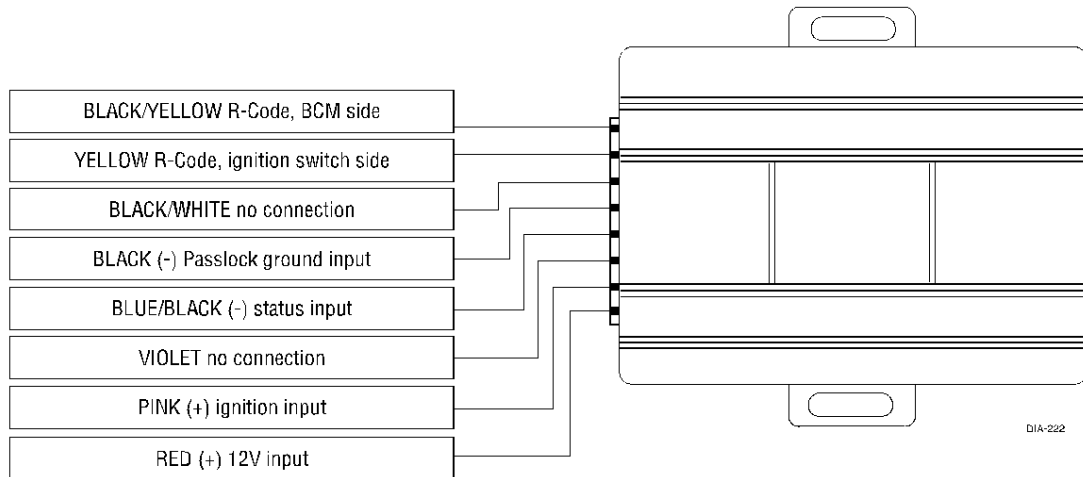 BLACK/YELLOW R-Code, BCM side
YELLOW R-Code, ignition switch side
BLACK/WHITE no connection
BLACK (-) Passlock ground input
BLUE/BLACK (-) status input
VIOLET no connection
PINK (+) ignition input
RED (+) 12V input
DIA-222